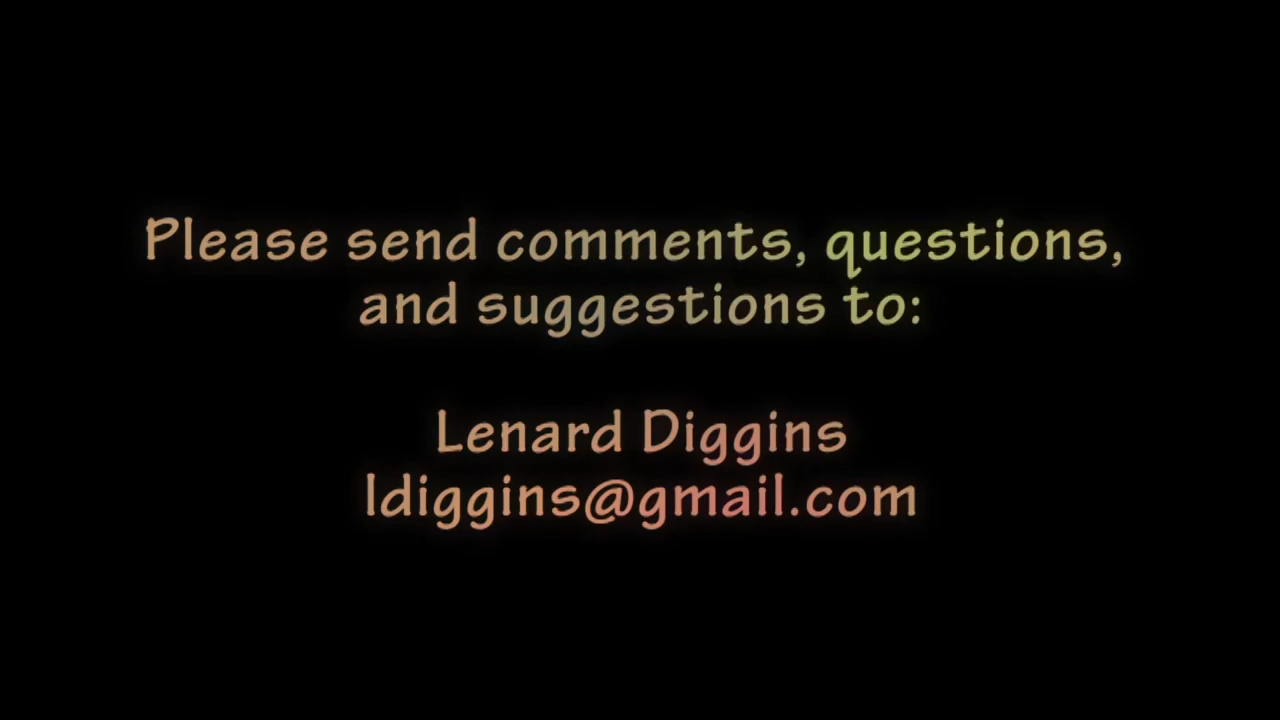 Please send comments, questions,
and suggestions to:
Lenard Diggins
ldiggins@gmail.com